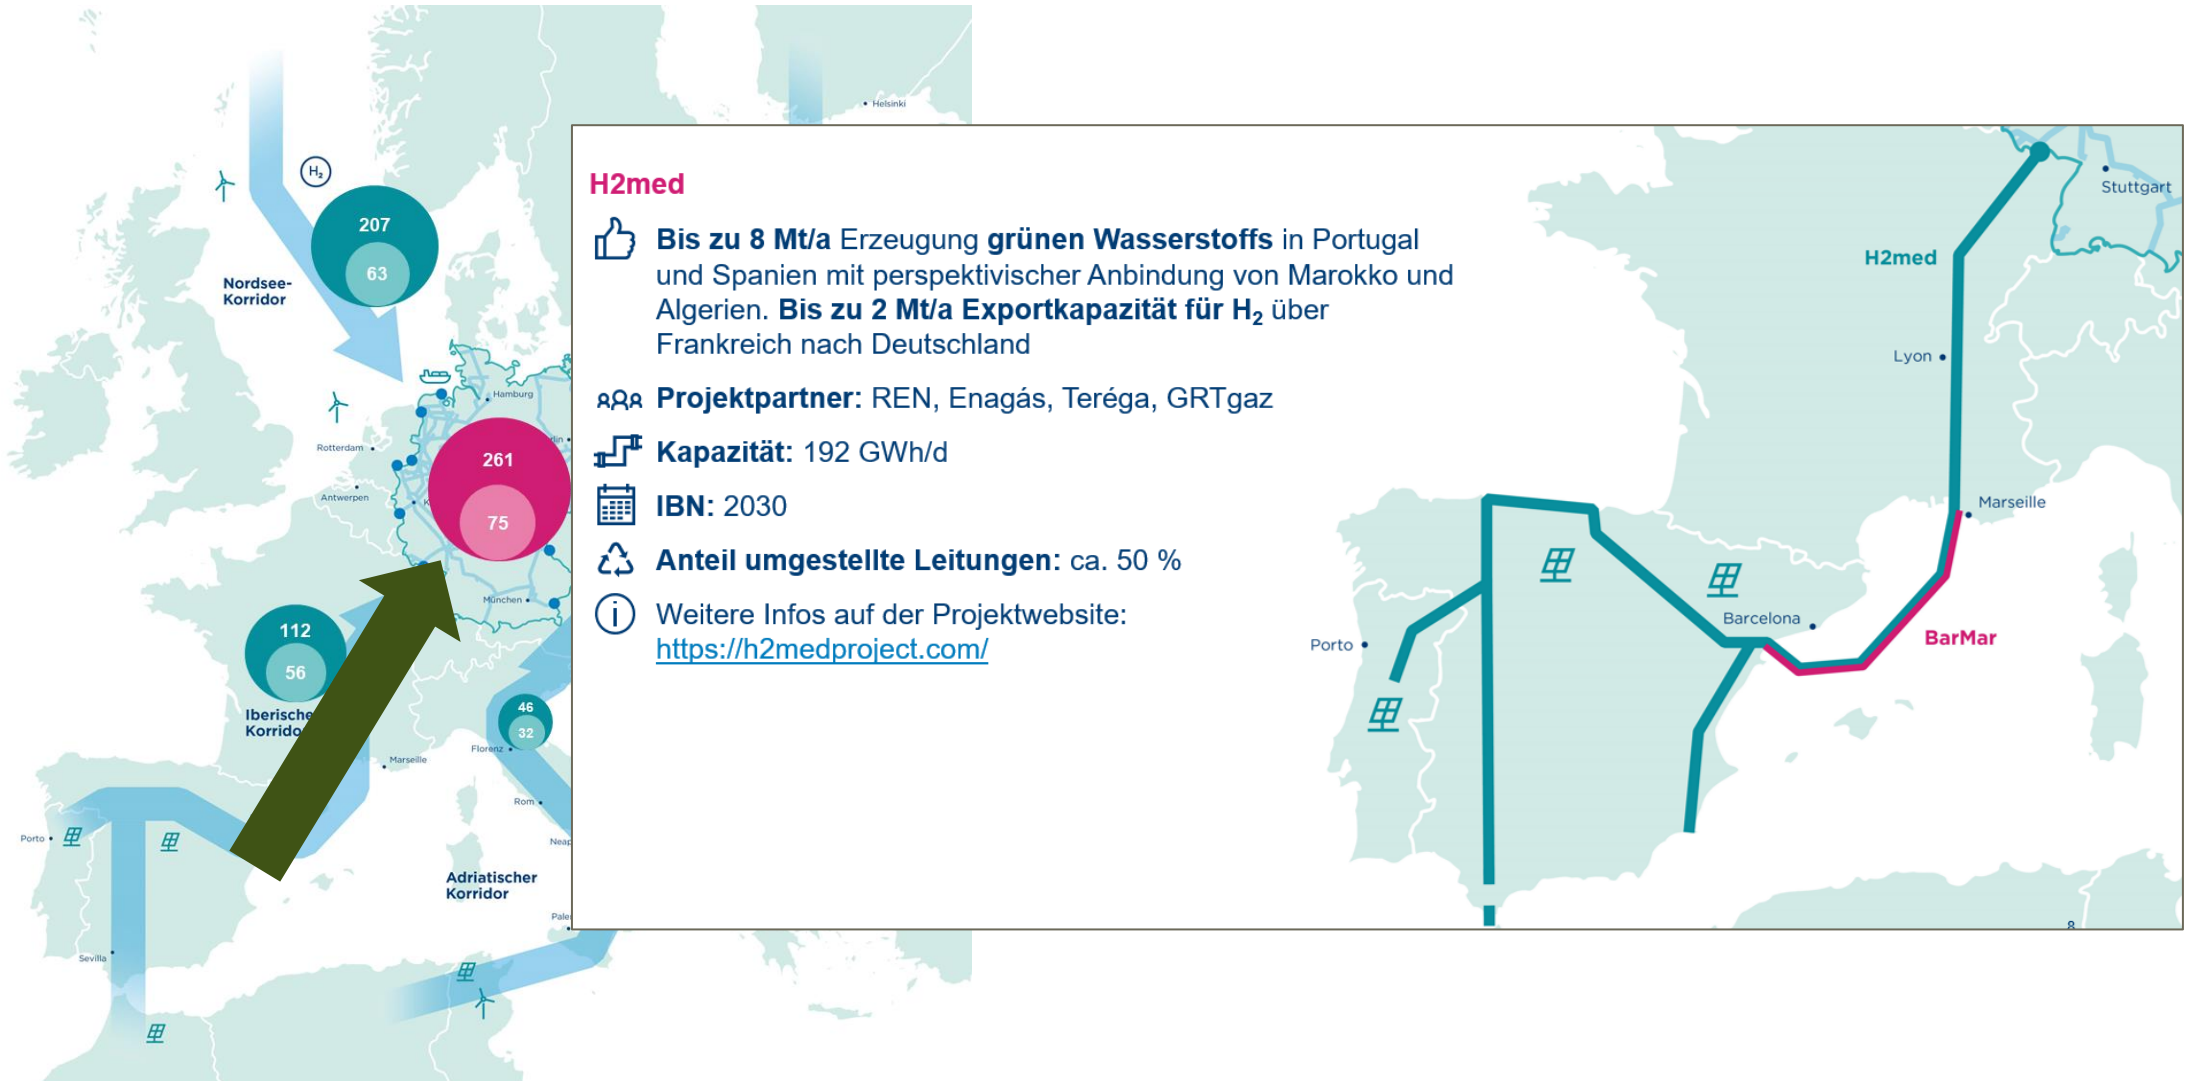 Helsinki
H₂
207
63
Nordsee-
Korridor
Hamburg
Rotterdam
Antwerpen
261
75
München
112
56
Iberische
Korrido
46
32
Florenz
Marseille
Rom
Porto
Neap
Adriatischer
Korridor
Sevilla
H2med
Bis zu 8 Mt/a Erzeugung grünen Wasserstoffs in Portugal
und Spanien mit perspektivischer Anbindung von Marokko und
Algerien. Bis zu 2 Mt/a Exportkapazität für H₂ über
Frankreich nach Deutschland
Projektpartner: REN, Enagás, Teréga, GRTgaz
Kapazität: 192 GWh/d
IBN: 2030
Anteil umgestellte Leitungen: ca. 50 %
Weitere Infos auf der Projektwebsite:
https://h2medproject.com/
Stuttgart
H2med
Lyon
Marseille
Barcelona
BarMar
Porto
8